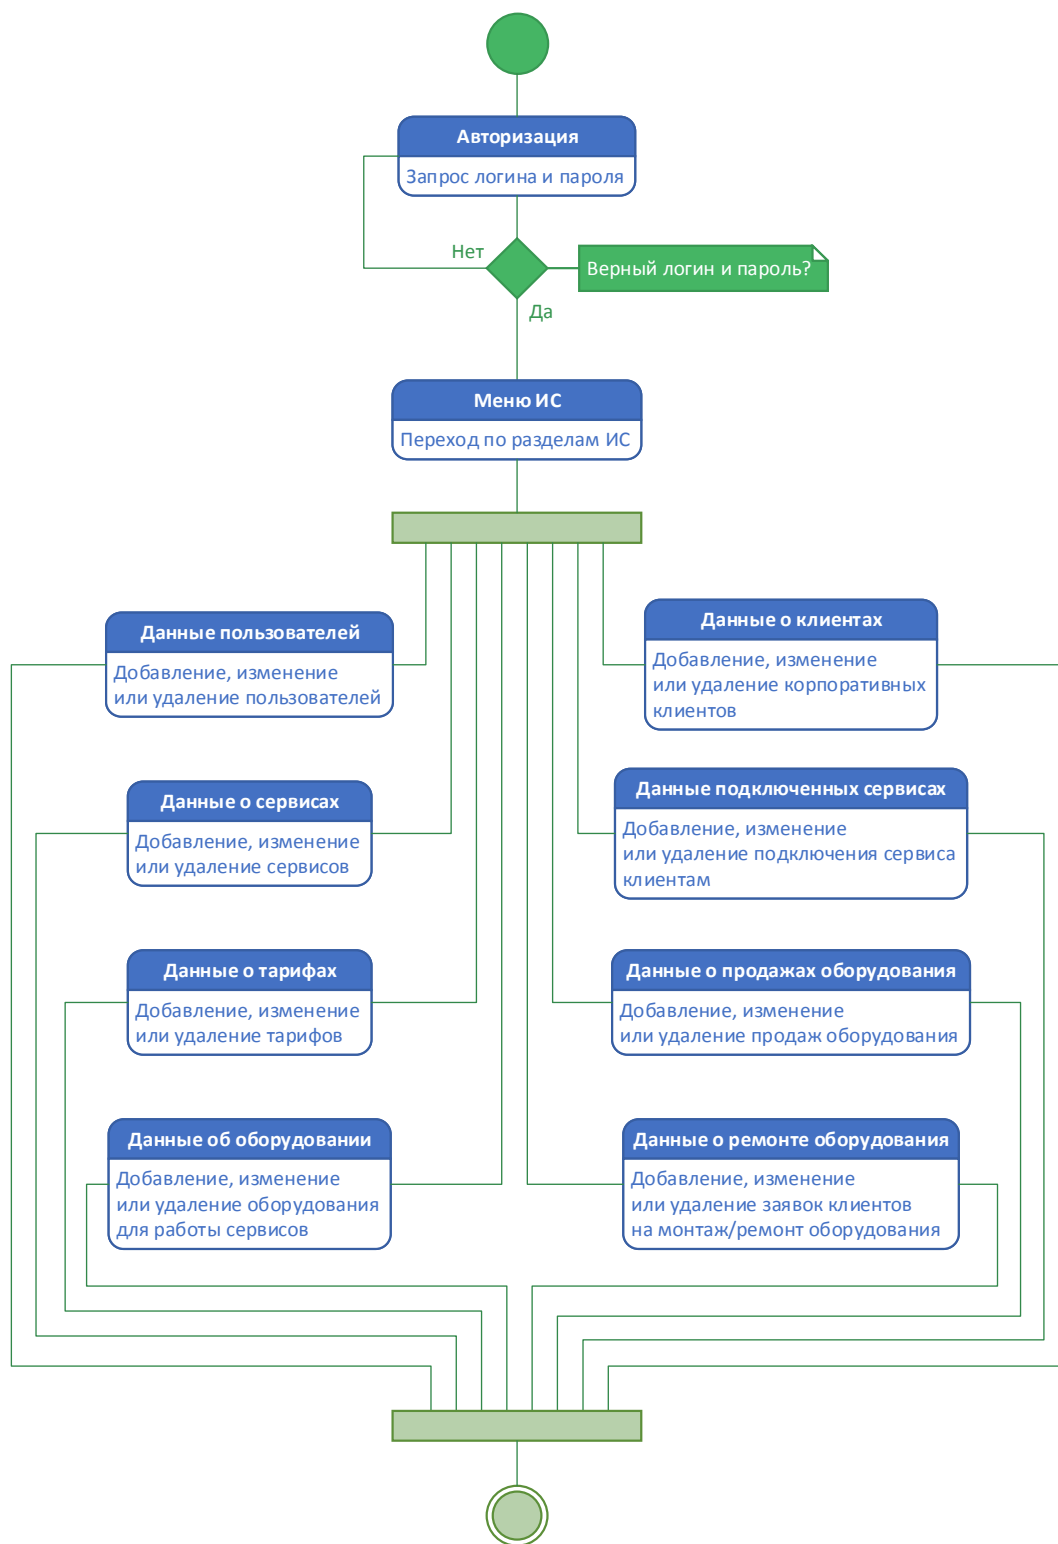 Авторизация
Запрос логина и пароля
Нет
Верный логин и пароль?
Да
Меню ИС
Переход по разделам ИС
Данные пользователей
Добавление, изменение
или удаление пользователей
Данные о клиентах
Добавление, изменение
или удаление корпоративных
клиентов
Данные о сервисах
Добавление, изменение
или удаление сервисов
Данные подключенных сервисах
Добавление, изменение
или удаление подключения сервиса
клиентам
Данные о тарифах
Добавление, изменение
или удаление тарифов
Данные о продажах оборудования
Добавление, изменение
или удаление продаж оборудования
Данные об оборудовании
Добавление, изменение
или удаление оборудования
для работы сервисов
Данные о ремонте оборудования
Добавление, изменение
или удаление заявок клиентов
на монтаж/ремонт оборудования